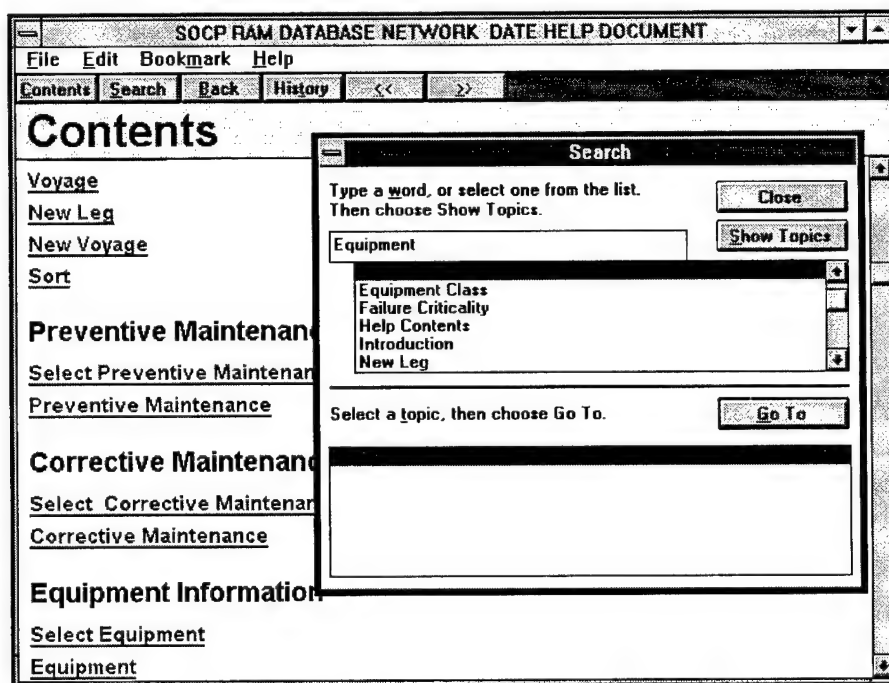 SOCP RAM DATABASE NETWORK DATE HELP DOCUMENT
File Edit Bookmark Help
Contents Search Back History << >>
Contents
Voyage
New Leg
New Voyage
Sort
Preventive Maintenan
Select Preventive Maintenan
Preventive Maintenance
Corrective Maintenanc
Select Corrective Maintenan
Corrective Maintenance
Equipment Information
Select Equipment
Equipment
Search
Type a word, or select one from the list.
Then choose Show Topics.
Close
Show Topics
Equipment
Equipment Class
Failure Criticality
Help Contents
Introduction
New Leg
Select a topic, then choose Go To.
Go To